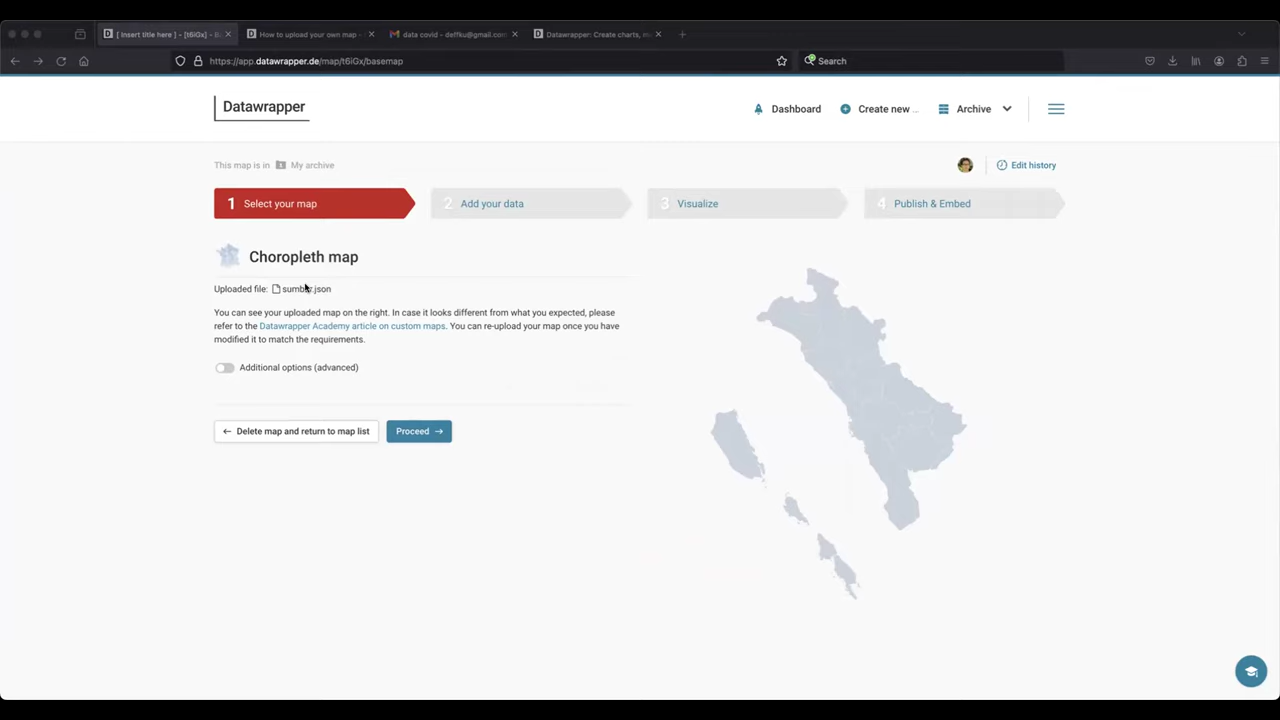 [ Insert title here ] - [t6iGx] - 
How to upload your own map - 
data covid - deffku@gmail.com
Datawrapper: Create charts, m
https://app.datawrapper.de/map/t6iGx/basemap
Search
Datawrapper
Dashboard
Create new ...
Archive
This map is in My archive
Edit history
1 Select your map
2 Add your data
3 Visualize
4 Publish & Embed
Choropleth map
Uploaded file: sumbar.json
You can see your uploaded map on the right. In case it looks different from what you expected, please
refer to the Datawrapper Academy article on custom maps. You can re-upload your map once you have
modified it to match the requirements.
Additional options (advanced)
Delete map and return to map list
Proceed